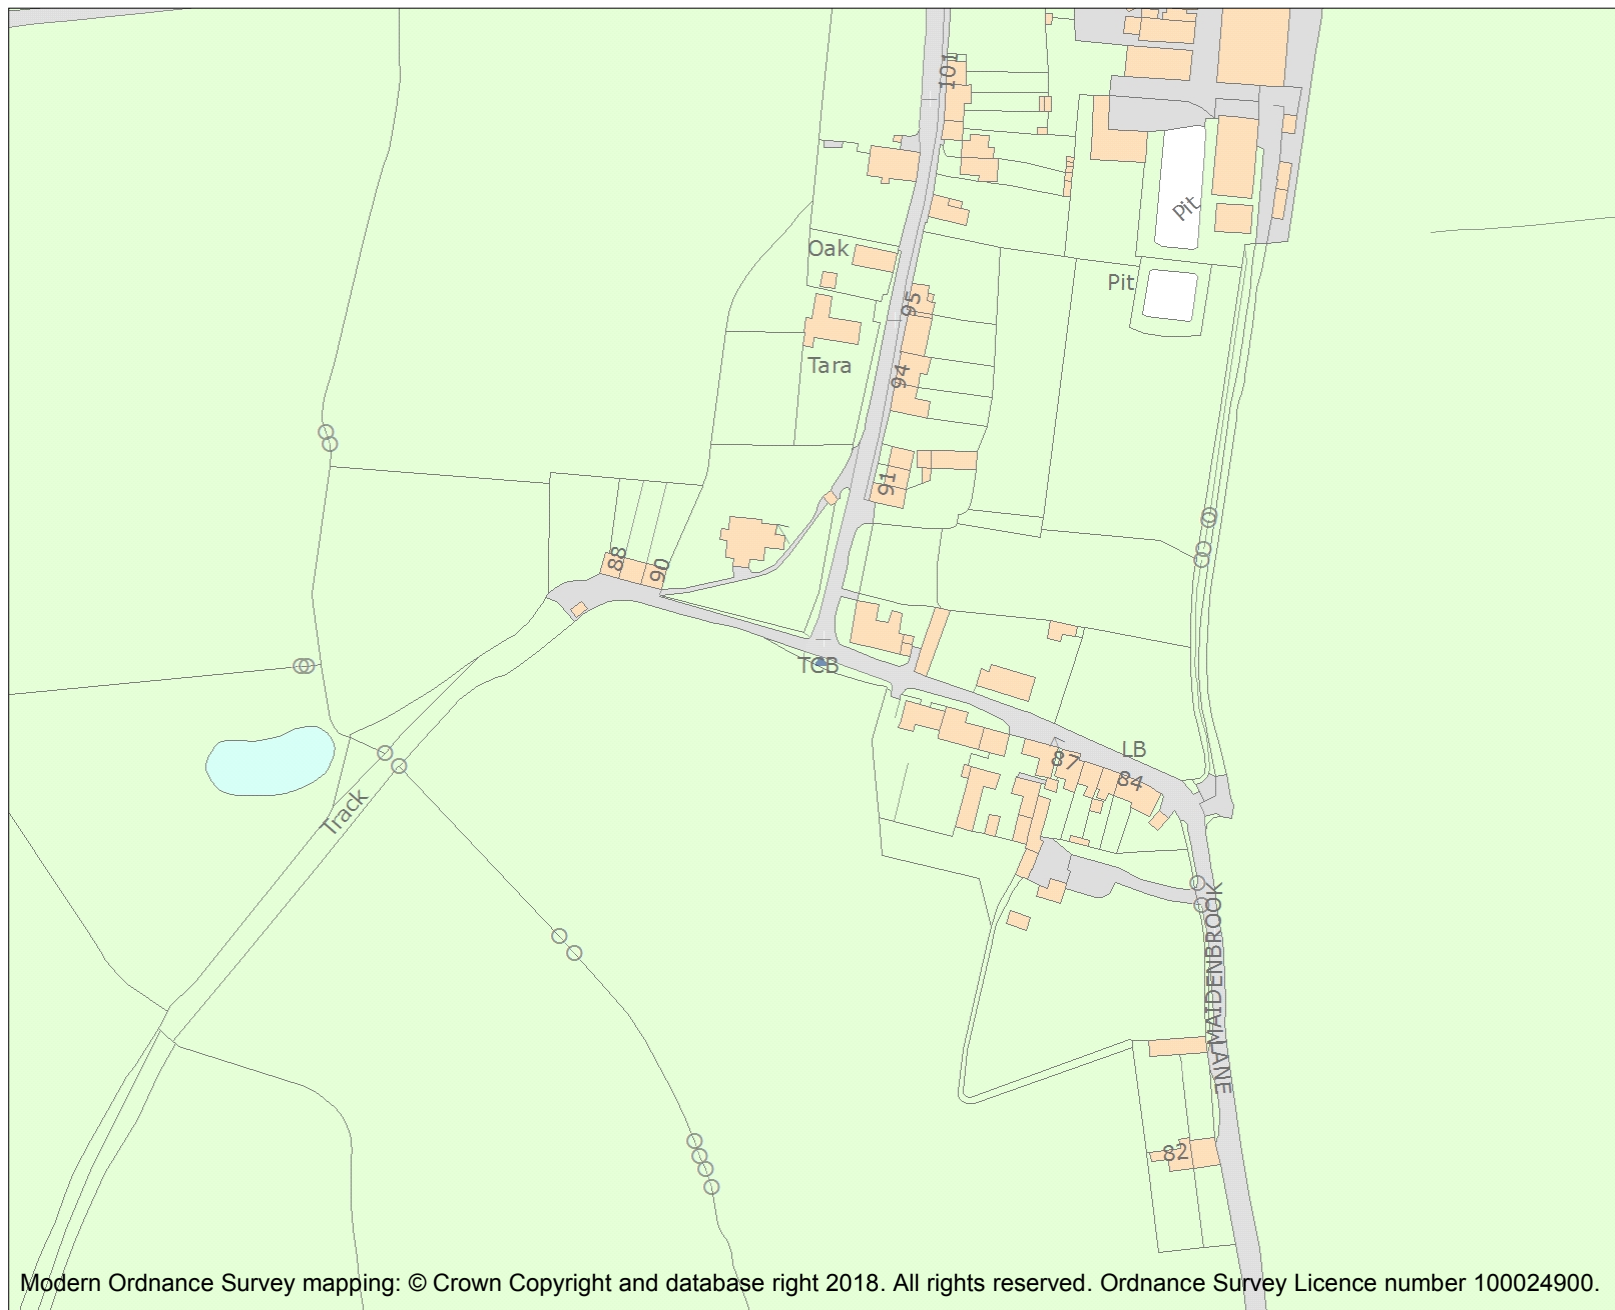 101
Pit
Oak
Pit
95
Tara
94
91
88
90
TCB
LB
87
84
Track
MAIDENBROOK
LANE
82
Modern Ordnance Survey mapping: © Crown Copyright and database right 2018. All rights reserved. Ordnance Survey Licence number 100024900.